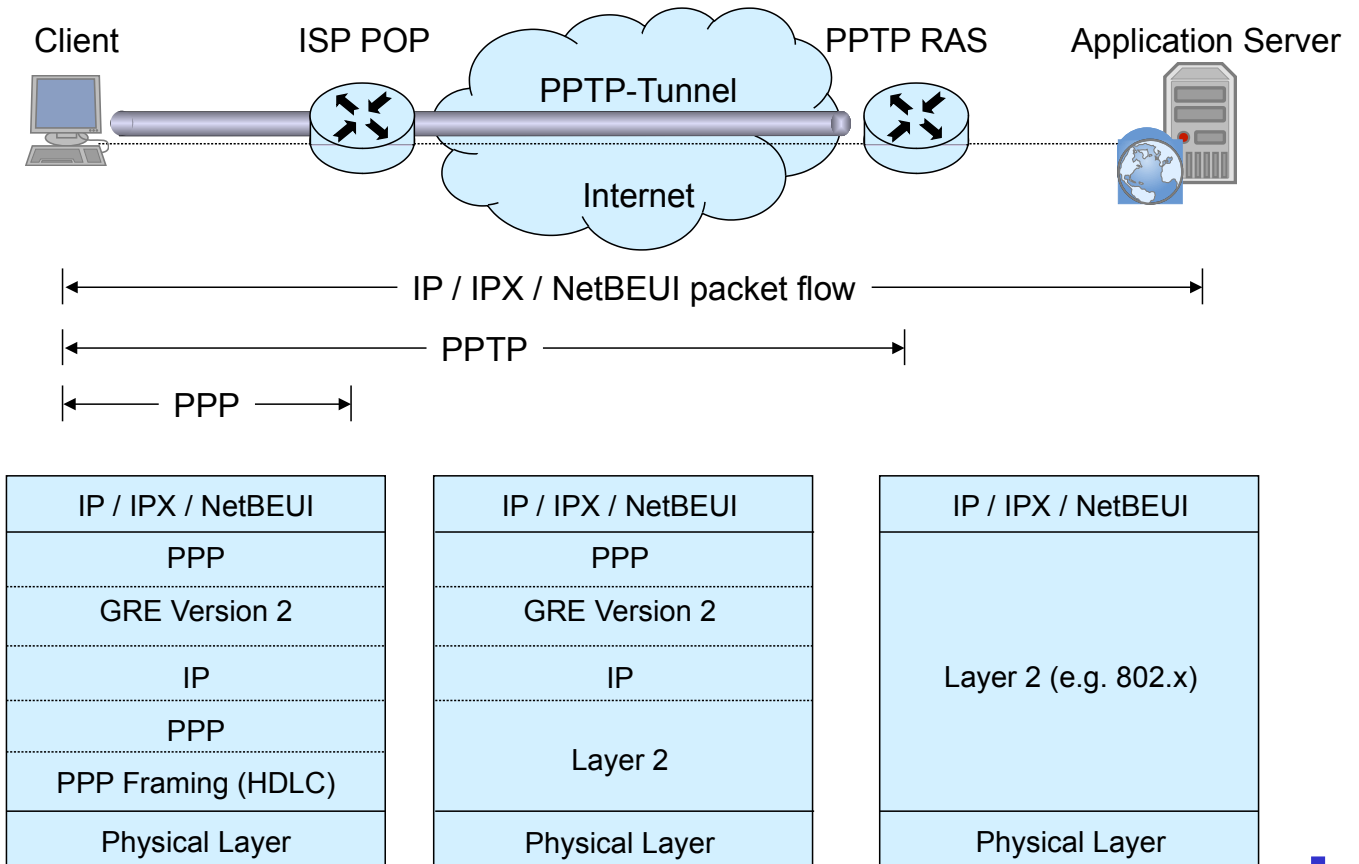 Client
ISP POP
PPTP RAS
Application Server
PPTP-Tunnel
Internet
IP / IPX / NetBEUI packet flow
PPTP
PPP
IP / IPX / NetBEUI
PPP
GRE Version 2
IP
PPP
PPP Framing (HDLC)
Physical Layer
IP / IPX / NetBEUI
PPP
GRE Version 2
IP
Layer 2
Physical Layer
IP / IPX / NetBEUI
Layer 2 (e.g. 802.x)
Physical Layer